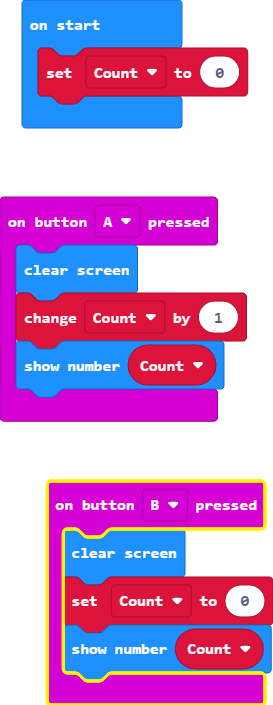 on start
set Count to 0
on button A pressed
clear screen
change Count by 1
show number Count
on button B pressed
clear screen
set Count to 0
show number Count